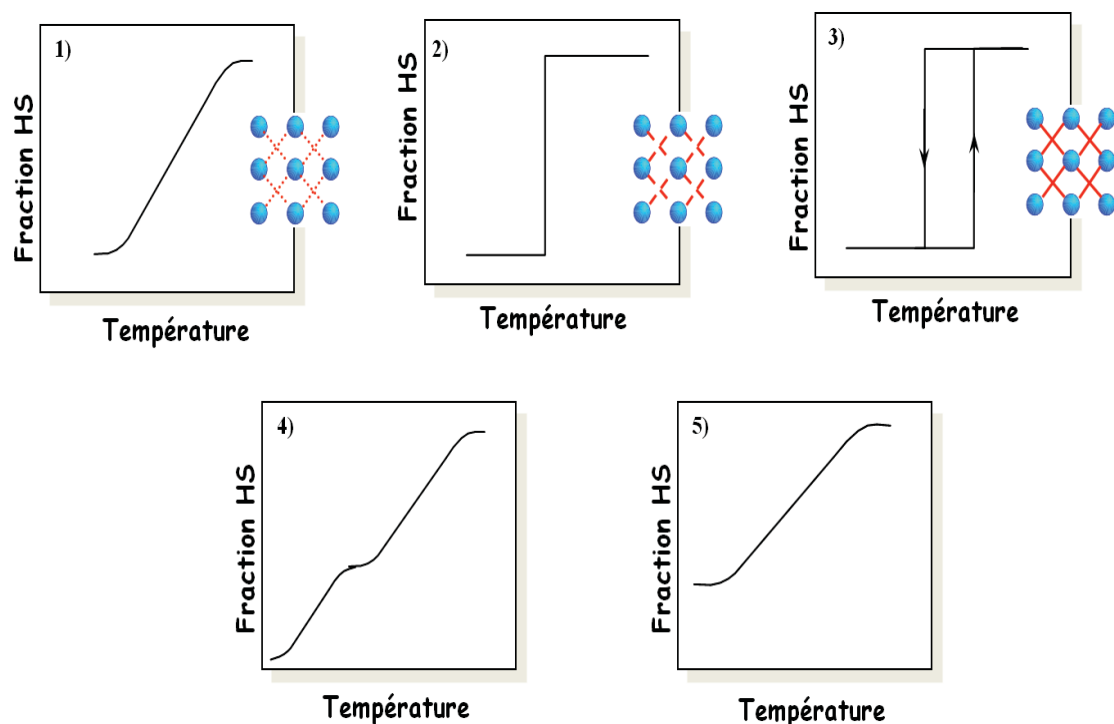 1)
Fraction HS
Température
2)
Fraction HS
Température
3)
Fraction HS
Température
4)
Fraction HS
Température
5)
Fraction HS
Température